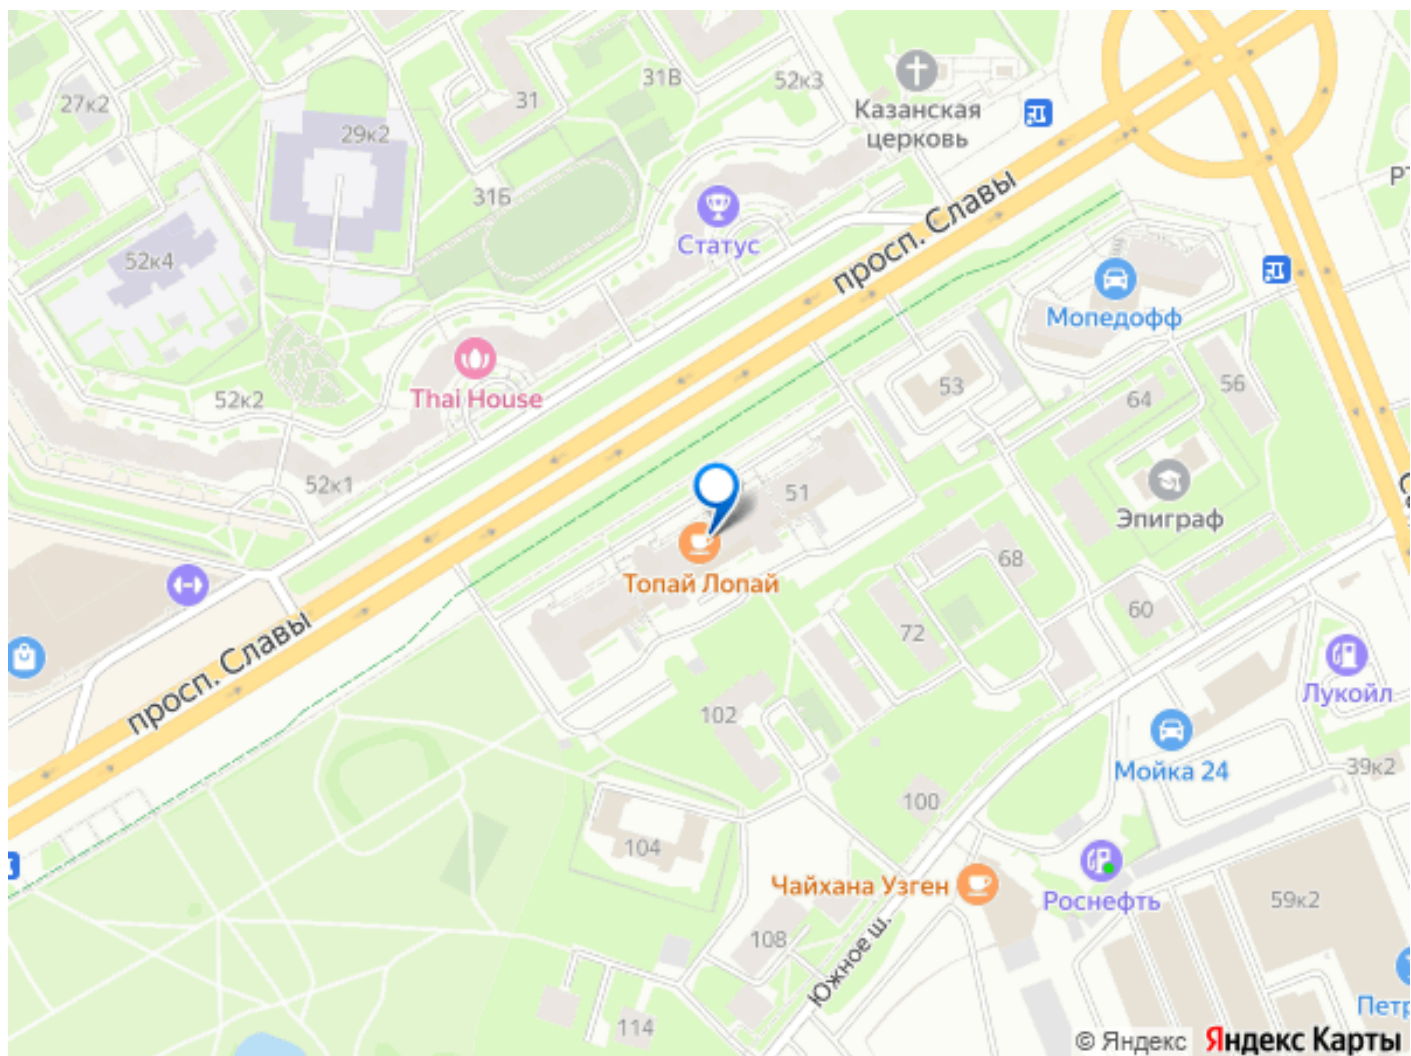 31В
52к3
27к2
31
Казанская
церковь
29к2
31Б
Статус
просп. Славы
52к4
Мопедофф
Thai House
52к2
53
56
64
52к1
51
Эпиграф
Топай Лопай
68
60
72
просп. Славы
Лукойл
102
Мойка 24
39к2
100
104
Чайхана Узген
Роснефть
59к2
108
Южное ш.
114
© Яндекс
Яндекс Карты